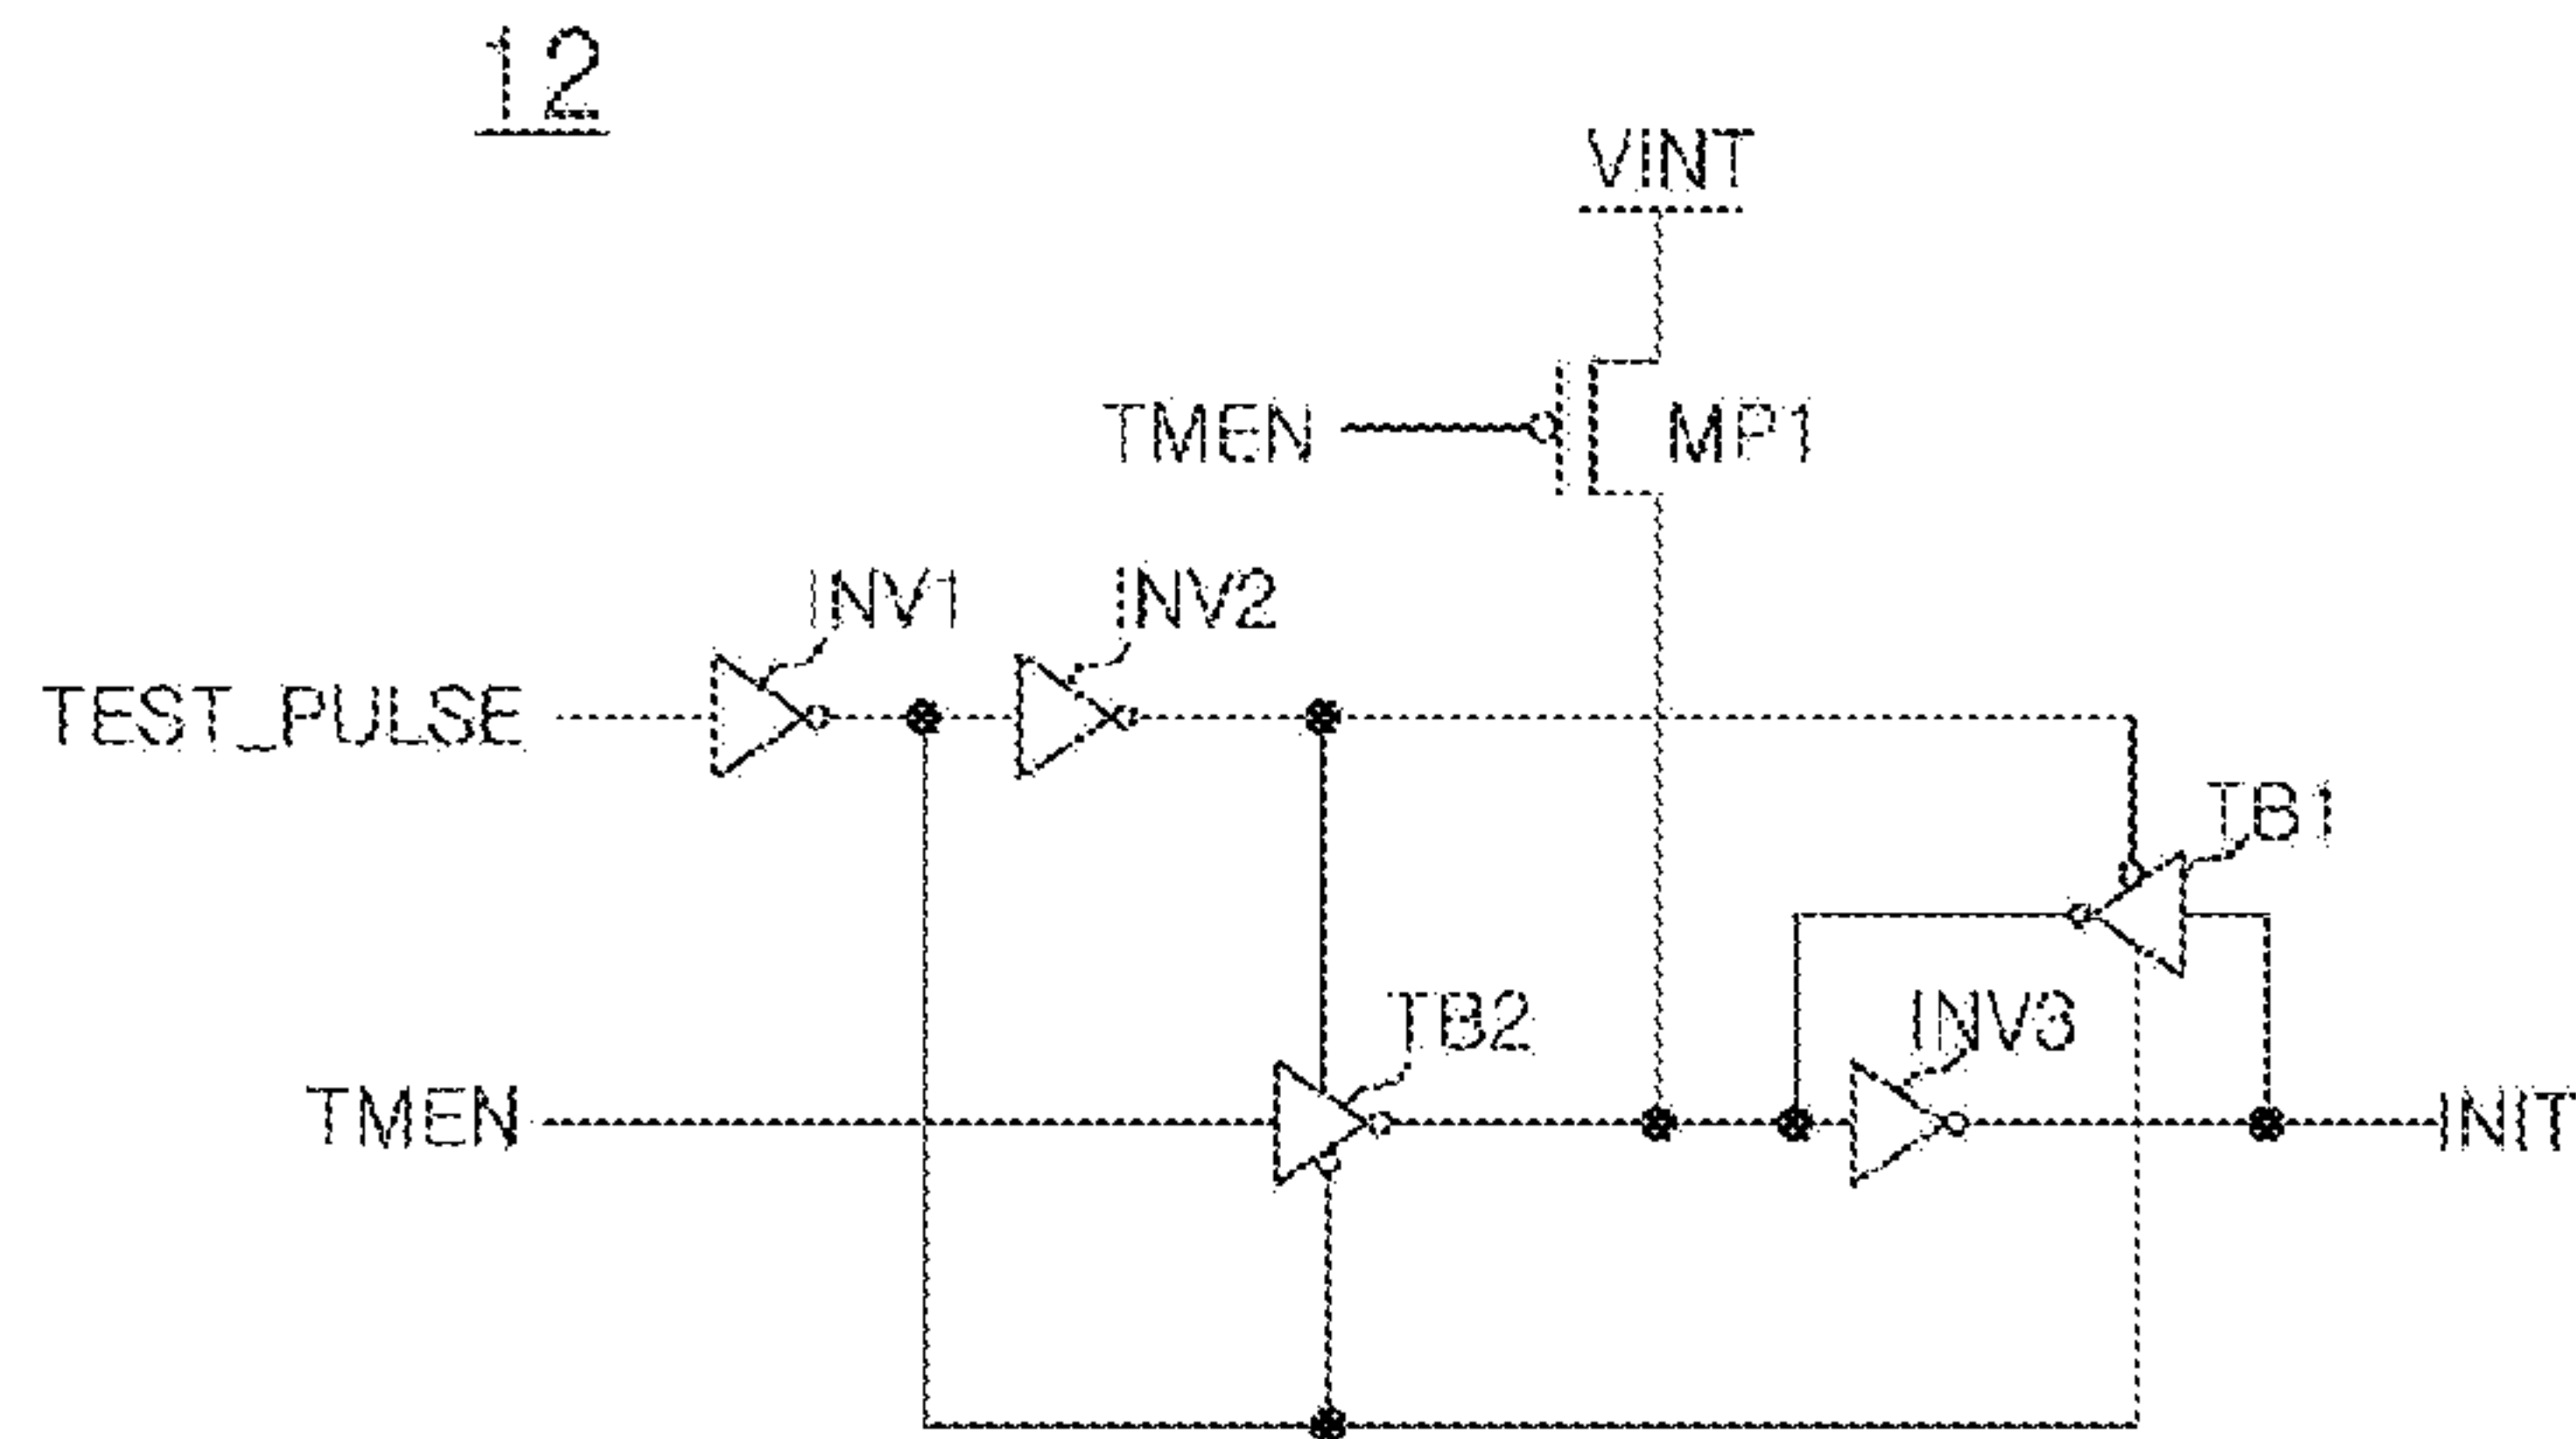 12
VINT
TMEN
MP1
INV1
INV2
TEST_PULSE
TB1
TB2
INV3
TMEN
INIT